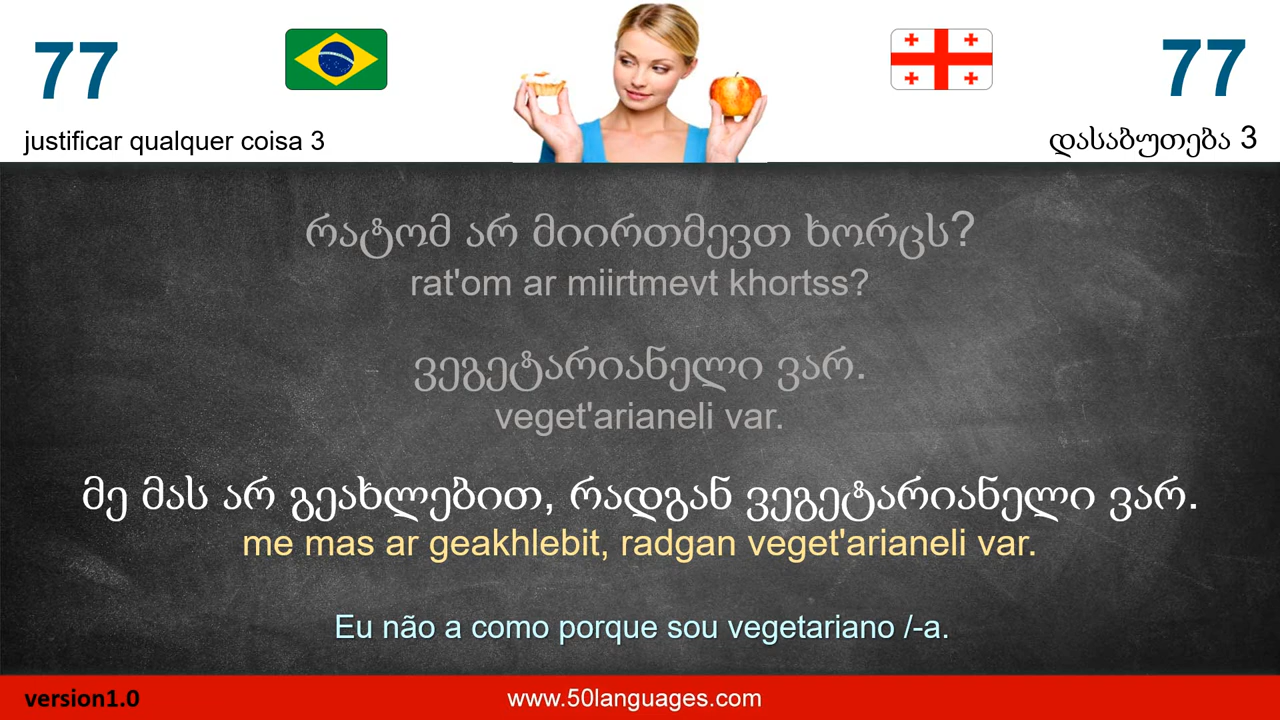 77
77
justificar qualquer coisa 3
დასაბუთება 3
რატომ არ მიირთმევთ ხორცს?
rat'om ar miirtmevt khortss?
ვეგეტარიანელი ვარ.
veget'arianeli var.
მე მას არ გეახლებით, რადგან ვეგეტარიანელი ვარ.
me mas ar geakhlebit, radgan veget'arianeli var.
Eu não a como porque sou vegetariano /-a.
version1.0
www.50languages.com